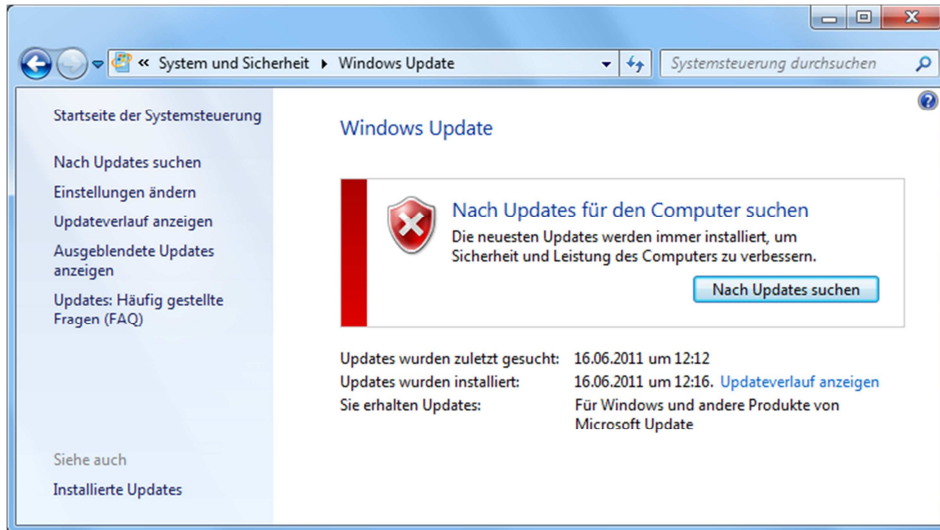 « System und Sicherheit ▸ Windows Update
Systemsteuerung durchsuchen
Startseite der Systemsteuerung
Nach Updates suchen
Einstellungen ändern
Updateverlauf anzeigen
Ausgeblendete Updates
anzeigen
Updates: Häufig gestellte
Fragen (FAQ)
Siehe auch
Installierte Updates
Windows Update
Nach Updates für den Computer suchen
Die neuesten Updates werden immer installiert, um
Sicherheit und Leistung des Computers zu verbessern.
Nach Updates suchen
Updates wurden zuletzt gesucht: 16.06.2011 um 12:12
Updates wurden installiert: 16.06.2011 um 12:16. Updateverlauf anzeigen
Sie erhalten Updates: Für Windows und andere Produkte von
Microsoft Update